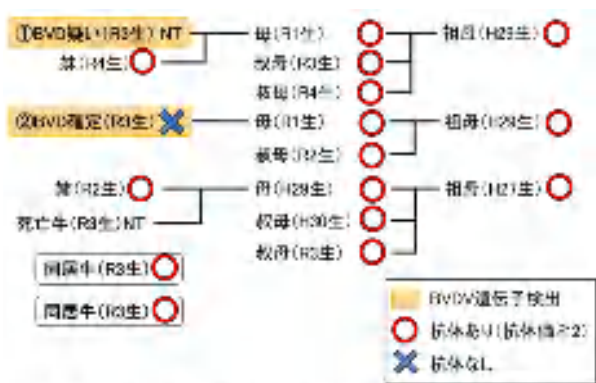 ①BVD疑い(R3生) NT
母(R1生)
祖母(H29生)
妹(R4生)
叔母(R3生)
叔母(R4生)
②BVD確定(R3生)
母(R1生)
祖母(H29生)
叔母(R2生)
姉(R2生)
母(H29生)
祖母(H27生)
死亡牛(R3生)NT
叔母(H30生)
叔母(R3生)
同居牛(R3生)
同居牛(R3生)
BVDV遺伝子検出
抗体あり(抗体価≥2)
抗体なし